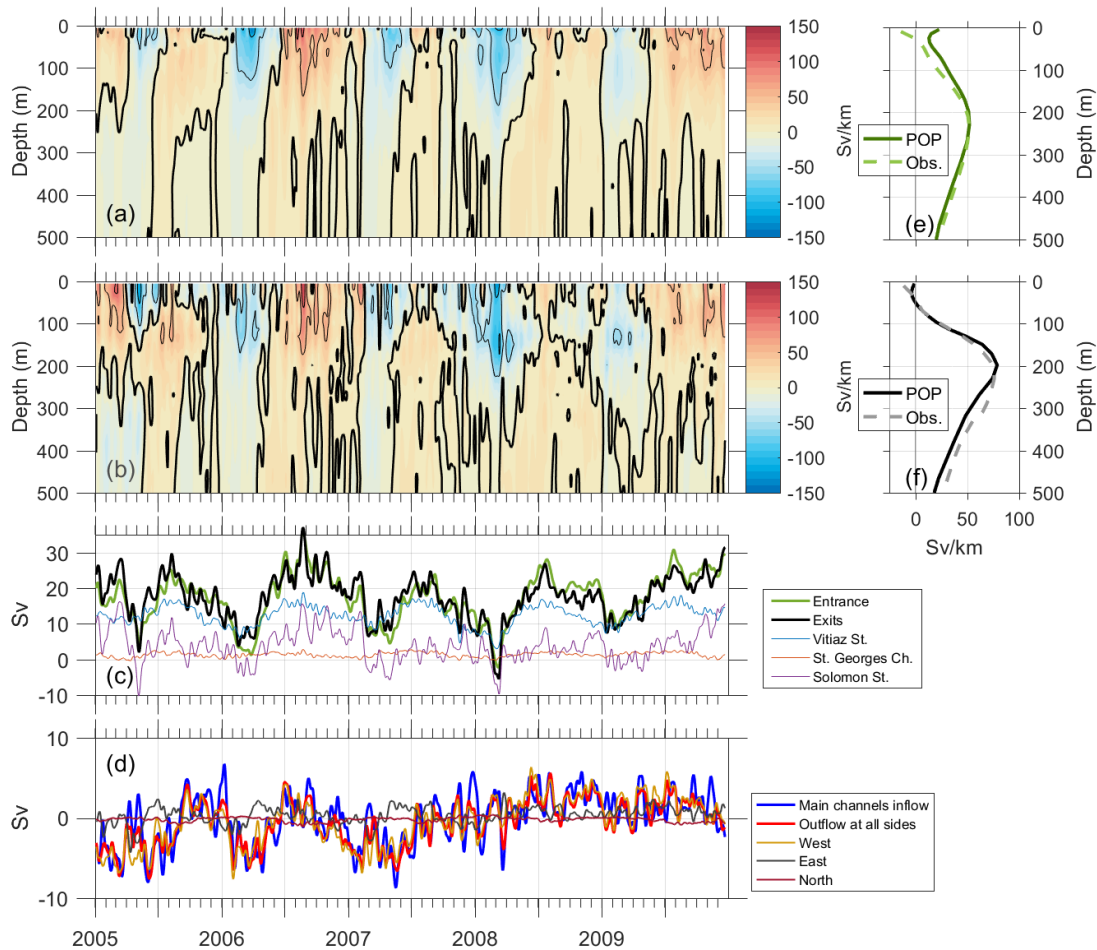 0
100
200
300
400
500
Depth (m)
(a)
150
100
50
0
-50
-100
-150
Sv/km
POP
Obs.
(e)
0
100
200
300
400
500
Depth (m)
0
100
200
300
400
500
Depth (m)
(b)
150
100
50
0
-50
-100
-150
Sv/km
POP
Obs.
(f)
0
100
200
300
400
500
Depth (m)
0 50 100
Sv/km
30
20
10
0
-10
Sv
(c)
Entrance
Exits
Vitiaz St.
St. Georges Ch.
Solomon St.
10
0
-10
Sv
(d)
Main channels inflow
Outflow at all sides
West
East
North
2005 2006 2007 2008 2009